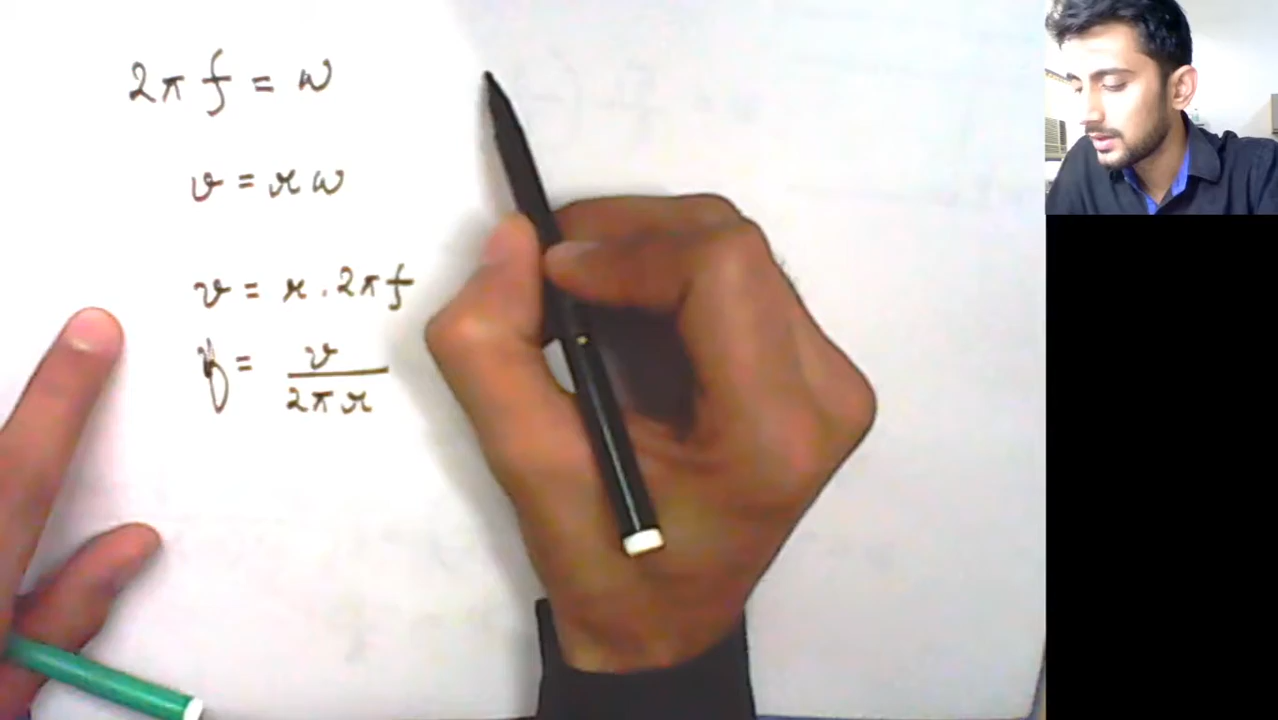 2πf = ω
v = rω
v = r . 2πf
f = v / 2πr